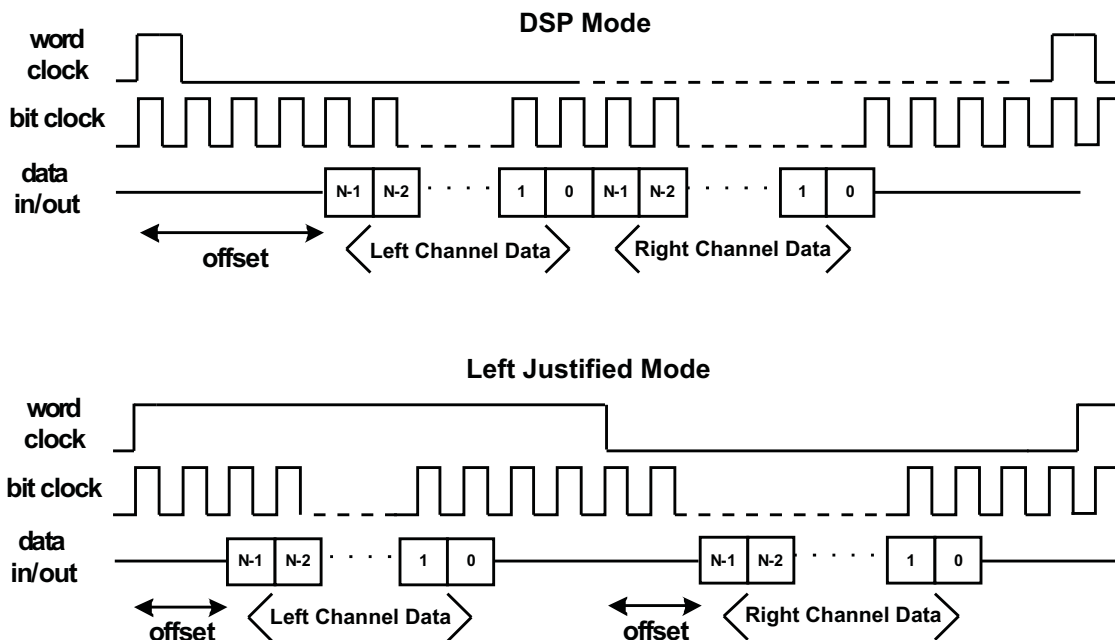 DSP Mode
word
clock
bit clock
data
in/out
N-1 N-2 . . . . . 1 0 N-1 N-2 . . . . . 1 0
offset
Left Channel Data
Right Channel Data
Left Justified Mode
word
clock
bit clock
data
in/out
N-1 N-2 . . . . . 1 0 N-1 N-2 . . . . . 1 0
offset
Left Channel Data
offset
Right Channel Data